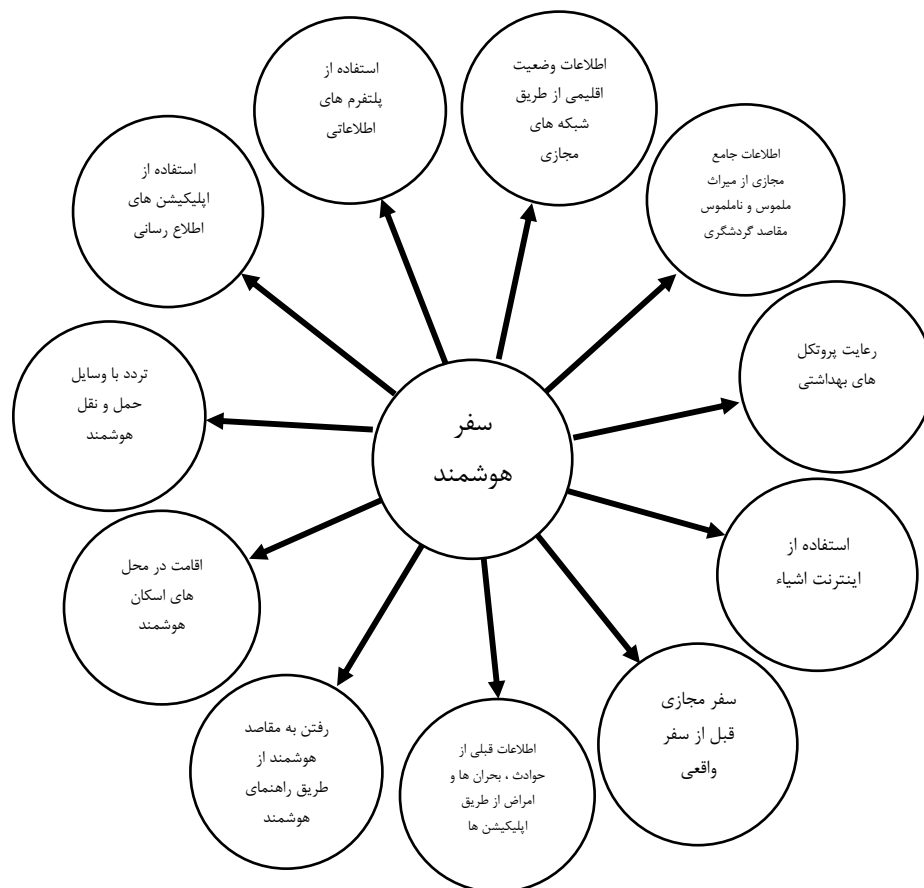 استفاده از
پلتفرم های
اطلاعاتی
اطلاعات وضعیت
اقلیمی از طریق
شبکه های
مجازی
اطلاعات جامع
مجازی از میراث
ملموس و ناملموس
مقاصد گردشگری
رعایت پروتکل
های بهداشتی
استفاده از
اینترنت اشیاء
سفر مجازی
قبل از سفر
واقعی
اطلاعات قبلی از
حوادث ، بحران ها و
امراض از طریق
اپلیکیشن ها
رفتن به مقاصد
هوشمند از
طریق راهنمای
هوشمند
اقامت در محل
های اسکان
هوشمند
تردد با وسایل
حمل و نقل
هوشمند
استفاده از
اپلیکیشن های
اطلاع رسانی
سفر
هوشمند